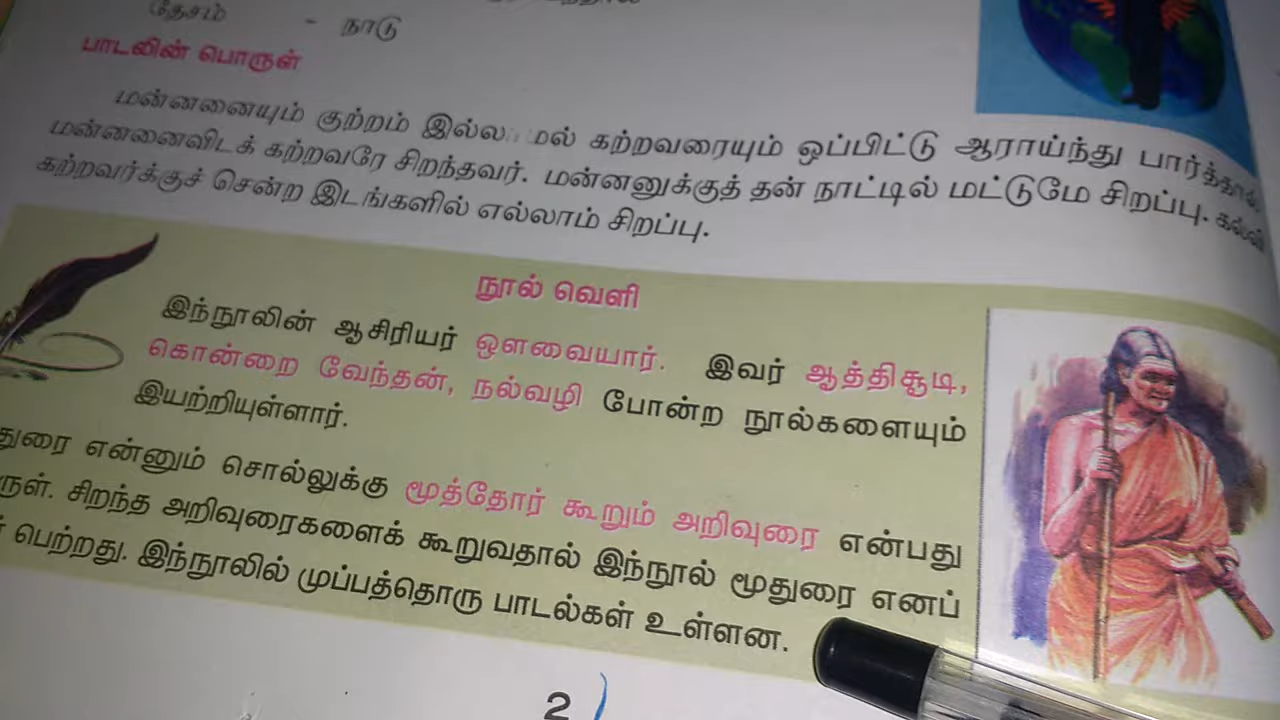 தேசம் - நாடு
பாடலின் பொருள்
மன்னனையும் குற்றம் இல்லாமல் கற்றவரையும் ஒப்பிட்டு ஆராய்ந்து பார்த்தால்,
மன்னனைவிடக் கற்றவரே சிறந்தவர். மன்னனுக்குத் தன் நாட்டில் மட்டுமே சிறப்பு. கல்வி
கற்றவர்க்குச் சென்ற இடங்களில் எல்லாம் சிறப்பு.
நூல் வெளி
இந்நூலின் ஆசிரியர் ஔவையார். இவர் ஆத்திசூடி,
கொன்றை வேந்தன், நல்வழி போன்ற நூல்களையும்
இயற்றியுள்ளார்.
துரை என்னும் சொல்லுக்கு மூத்தோர் கூறும் அறிவுரை என்பது
ருள். சிறந்த அறிவுரைகளைக் கூறுவதால் இந்நூல் மூதுரை எனப்
பெற்றது. இந்நூலில் முப்பத்தொரு பாடல்கள் உள்ளன.
2